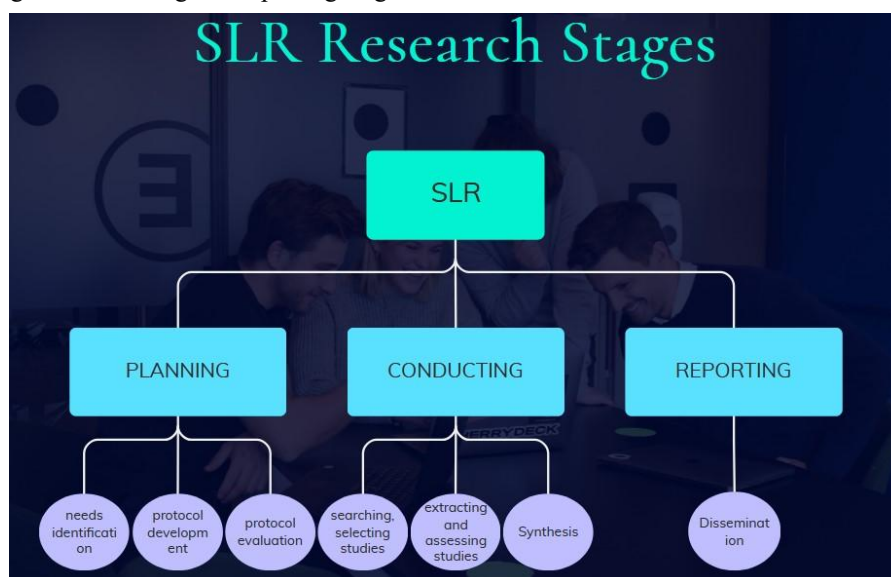 SLR Research Stages
SLR
PLANNING
CONDUCTING
REPORTING
needs
identificati
on
protocol
developm
ent
protocol
evaluation
searching,
selecting
studies
extracting
and
assessing
studies
Synthesis
Disseminat
ion